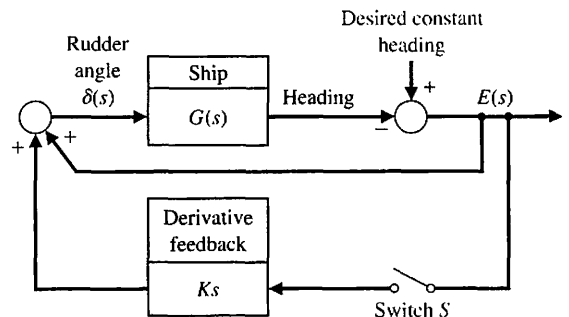 Desired constant
heading
Rudder
angle
δ(s)
Ship
G(s)
Heading
+
−
E(s)
+
+
Derivative
feedback
Ks
Switch S